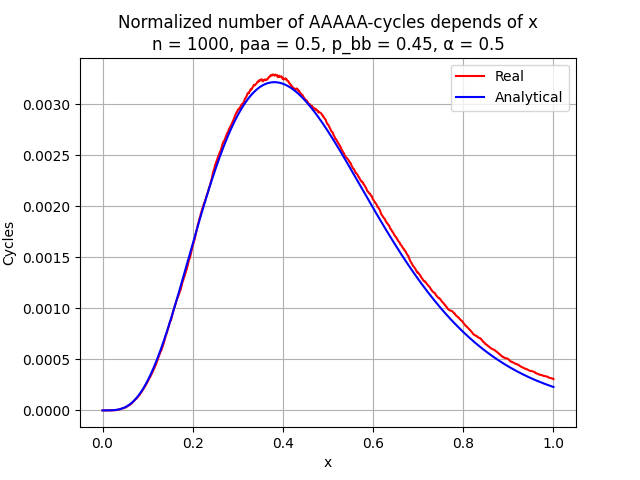 Normalized number of AAAAA-cycles depends of x
n = 1000, paa = 0.5, p_bb = 0.45, α = 0.5
Real
Analytical
Cycles
0.0030
0.0025
0.0020
0.0015
0.0010
0.0005
0.0000
0.0 0.2 0.4 0.6 0.8 1.0
x